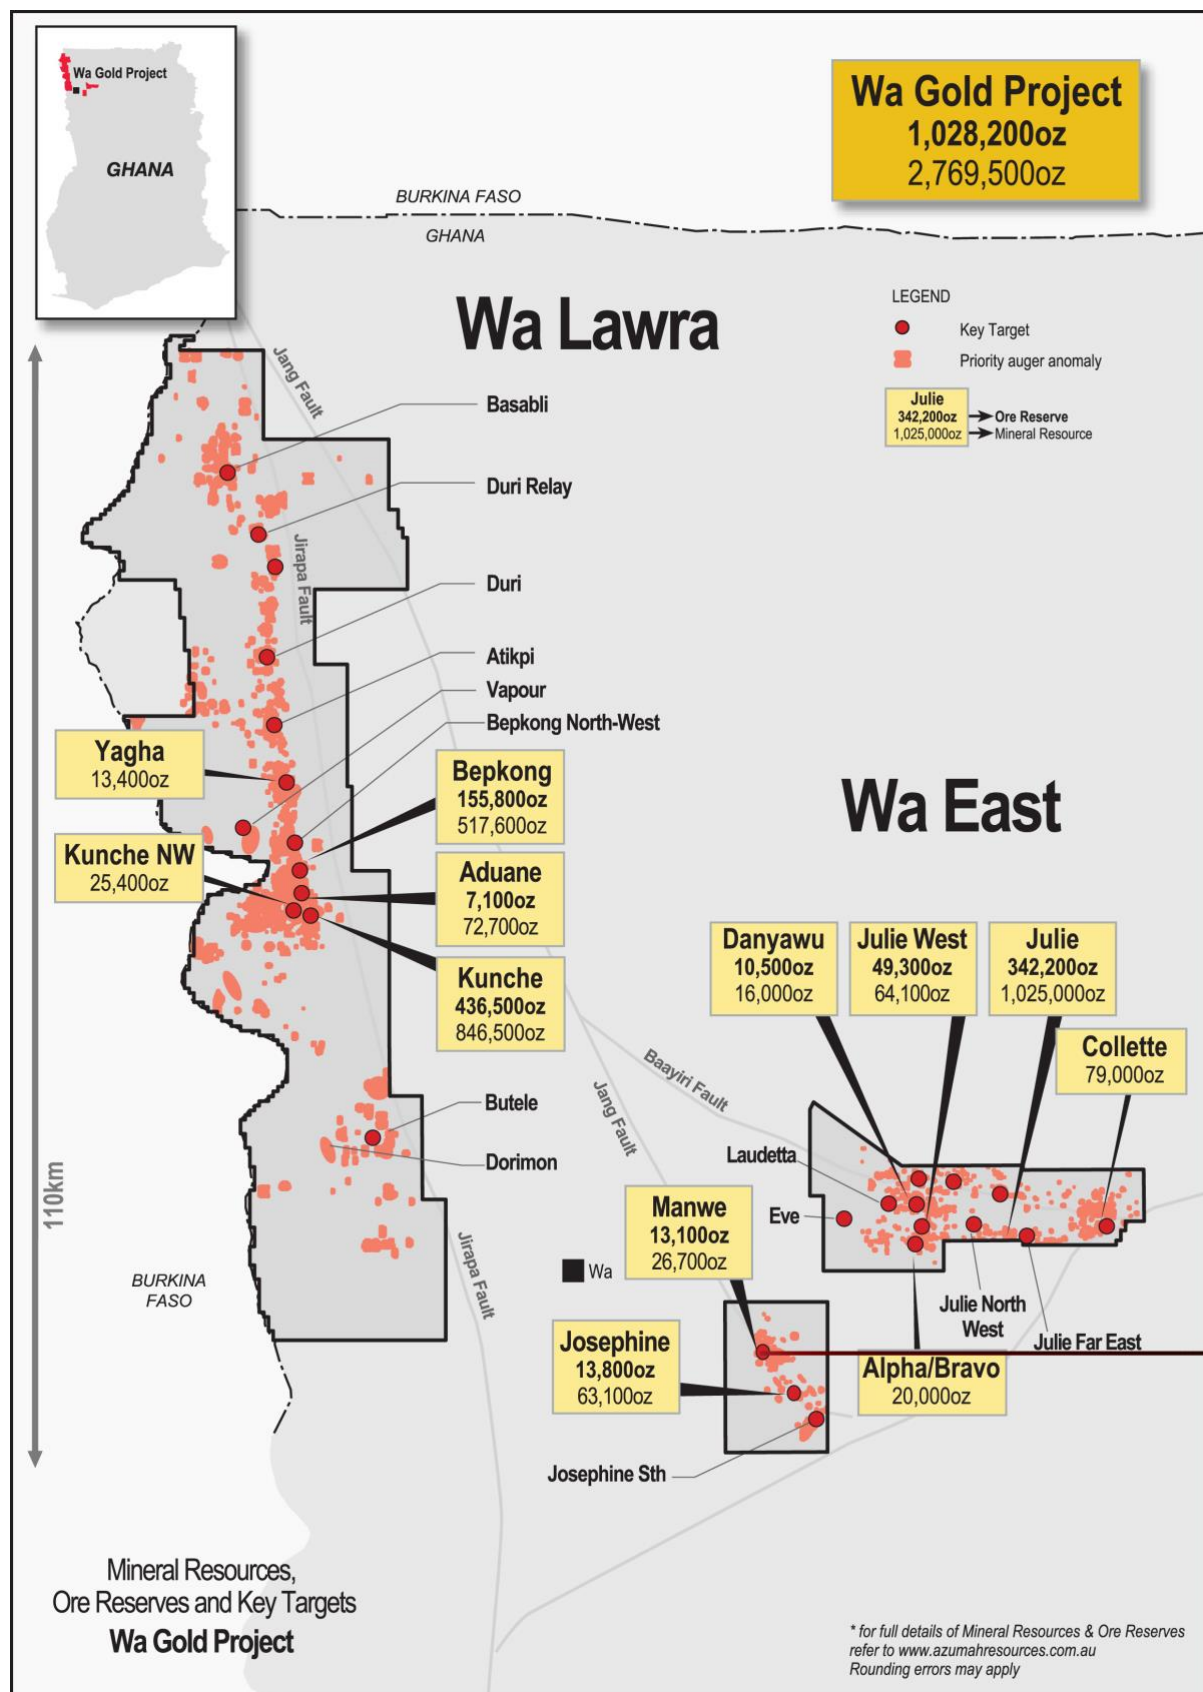 Wa Gold Project
GHANA
Wa Gold Project
1,028,200oz
2,769,500oz
BURKINA FASO
GHANA
Wa Lawra
LEGEND
Key Target
Priority auger anomaly
Julie
342,200oz
1,025,000oz
Ore Reserve
Mineral Resource
Jang Fault
Basabli
Duri Relay
Jirapa Fault
Duri
Atikpi
Vapour
Bepkong North-West
Yagha
13,400oz
Bepkong
155,800oz
517,600oz
Wa East
Kunche NW
25,400oz
Aduane
7,100oz
72,700oz
Kunche
436,500oz
846,500oz
Danyawu
10,500oz
16,000oz
Julie West
49,300oz
64,100oz
Julie
342,200oz
1,025,000oz
Collette
79,000oz
Baayiri Fault
Jang Fault
Butele
Dorimon
110km
Laudetta
Eve
Manwe
13,100oz
26,700oz
Jirapa Fault
BURKINA
FASO
Wa
Julie North
West
Julie Far East
Josephine
13,800oz
63,100oz
Alpha/Bravo
20,000oz
Josephine Sth
Mineral Resources,
Ore Reserves and Key Targets
Wa Gold Project
* for full details of Mineral Resources & Ore Reserves
refer to www.azumahresources.com.au
Rounding errors may apply